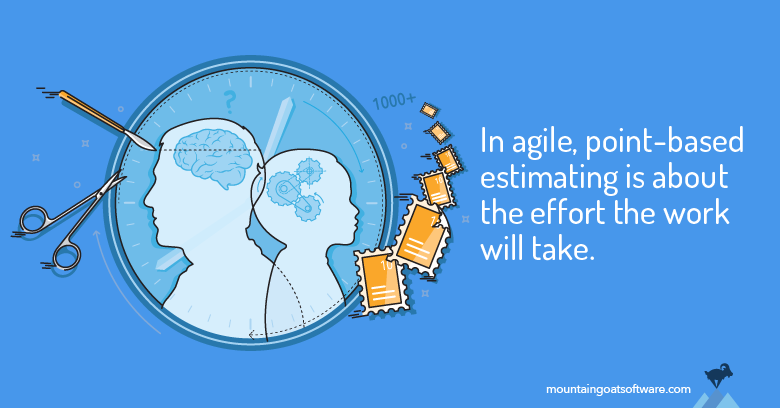 ?
1000+
In agile, point-based
estimating is about
the effort the work
will take.
mountaingoatsoftware.com